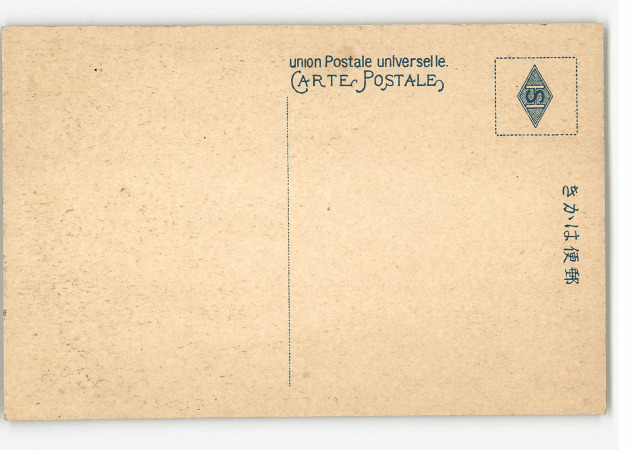 union Postale universelle.
CARTE POSTALE
きかは便郵